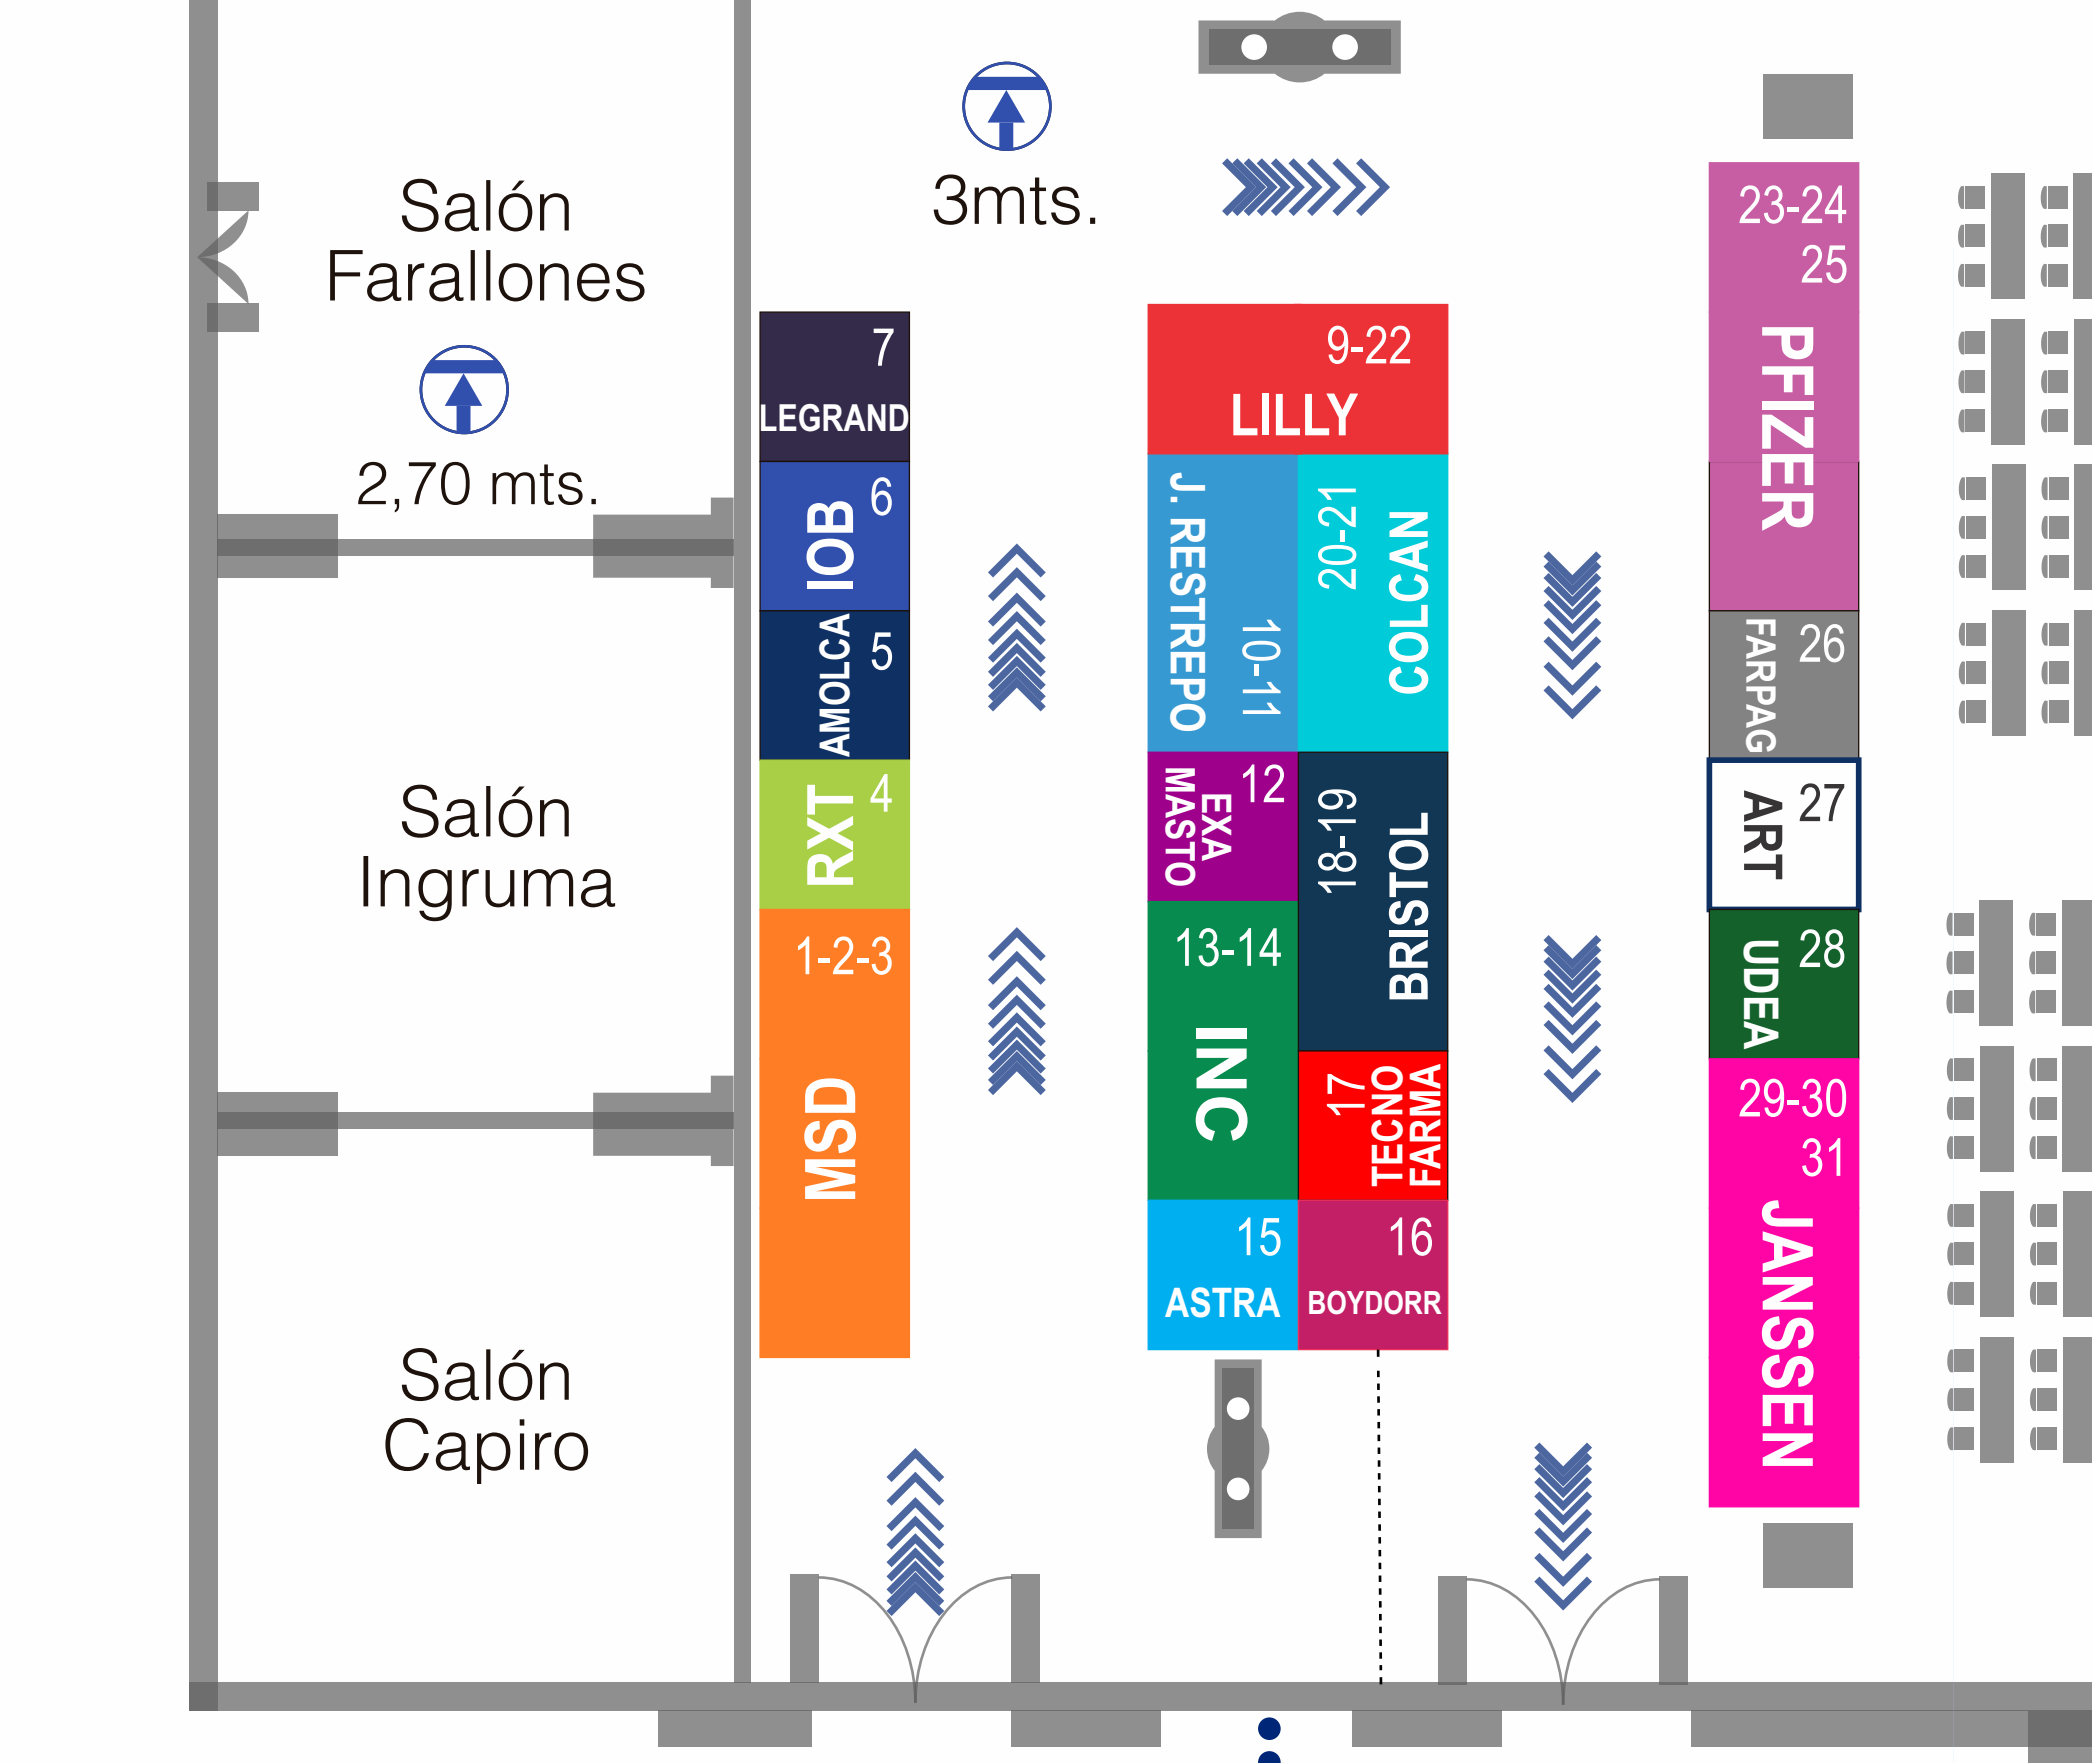 Salón
Farallones
2,70 mts.
Salón
Ingruma
Salón
Capiro
3mts.
7
LEGRAND
6
IOB
5
AMOLCA
4
RXT
1-2-3
MSD
9-22
LILLY
J. RESTREPO
10-11
20-21
COLCAN
12
EXA
MASTO
18-19
BRISTOL
13-14
INC
17
TECNO
FARMA
15
ASTRA
16
BOYDORR
23-24
25
PFIZER
26
FARPAG
27
ART
28
UDEA
29-30
31
JANSSEN